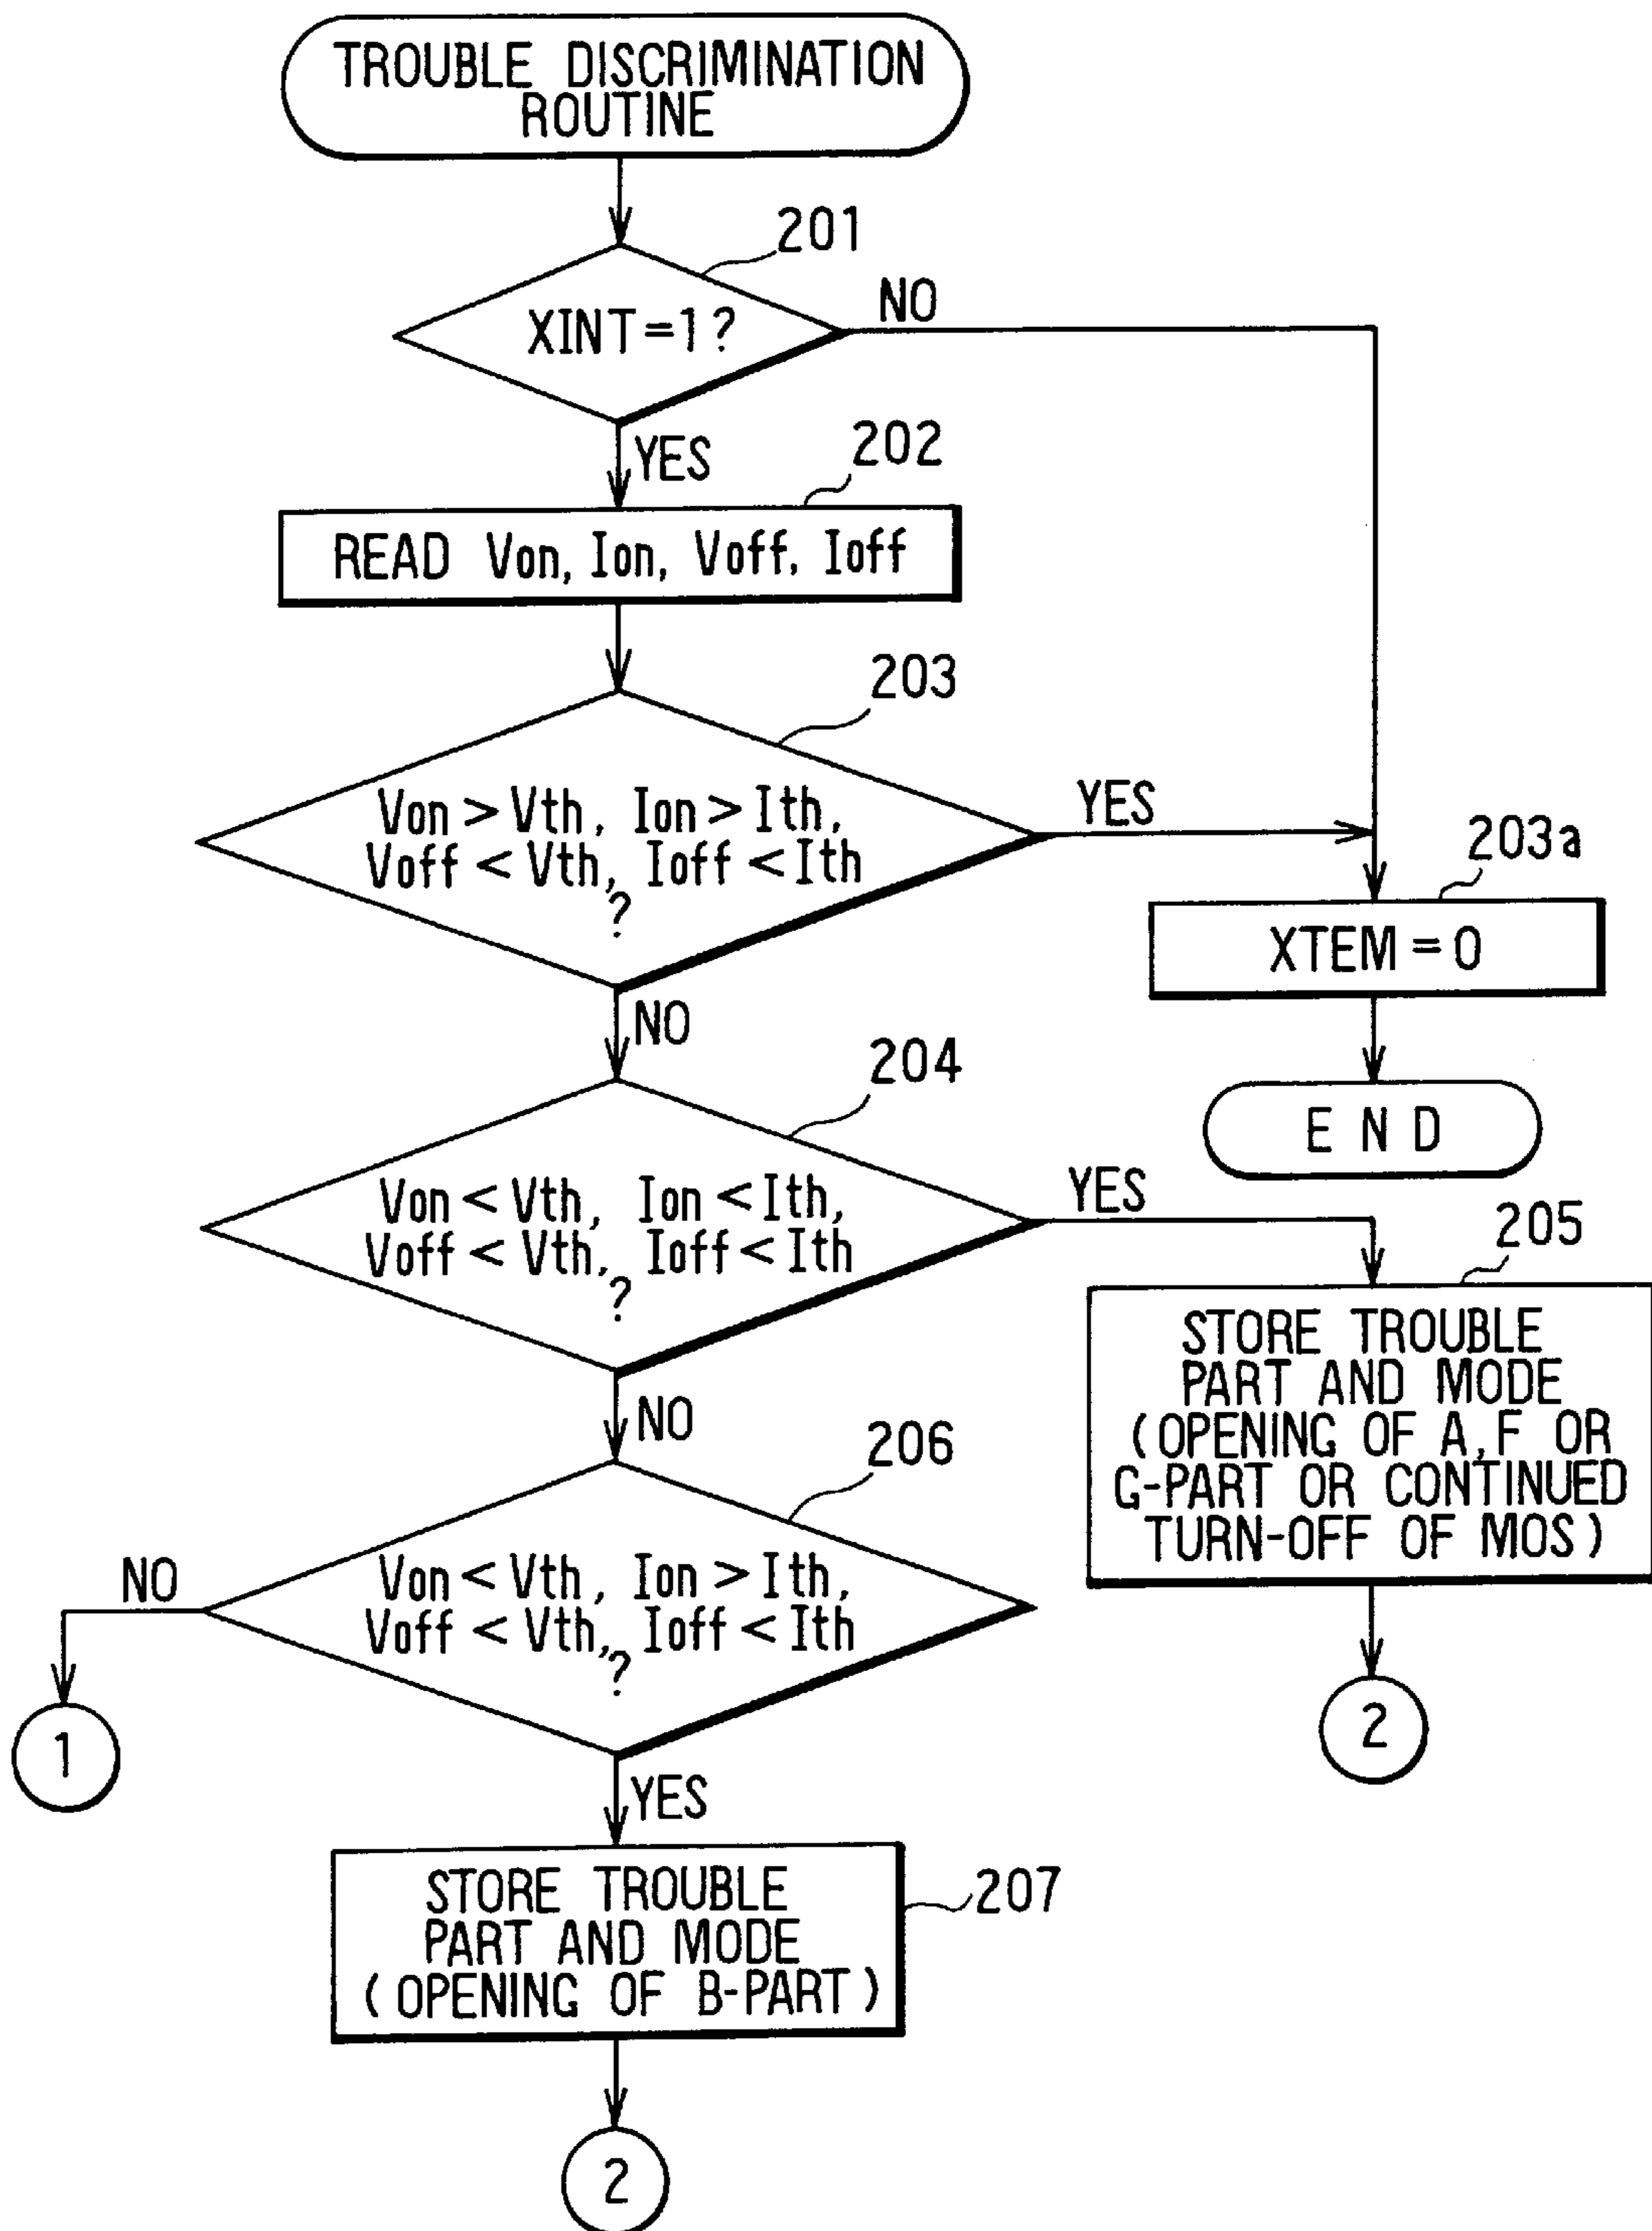 TROUBLE DISCRIMINATION
ROUTINE
201
XINT=1?
NO
YES
202
READ Von, Ion, Voff, Ioff
203
Von > Vth, Ion > Ith,
Voff < Vth, Ioff < Ith
?
YES
203a
XTEM = 0
NO
END
204
Von < Vth, Ion < Ith,
Voff < Vth, Ioff < Ith
?
YES
205
STORE TROUBLE
PART AND MODE
(OPENING OF A, F OR
G-PART OR CONTINUED
TURN-OFF OF MOS)
NO
206
Von < Vth, Ion > Ith,
Voff < Vth, Ioff < Ith
?
NO
1
2
YES
207
STORE TROUBLE
PART AND MODE
(OPENING OF B-PART)
2